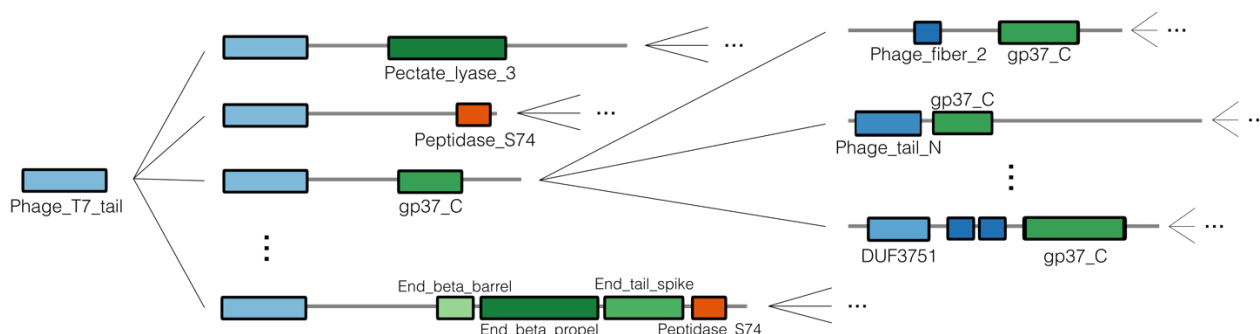 Phage_T7_tail
Pectate_lyase_3
...
Peptidase_S74
...
gp37_C
...
End_beta_barrel
End_tail_spike
End_beta_propel
Peptidase_S74
...
Phage_fiber_2
gp37_C
...
gp37_C
Phage_tail_N
...
...
DUF3751
gp37_C
...